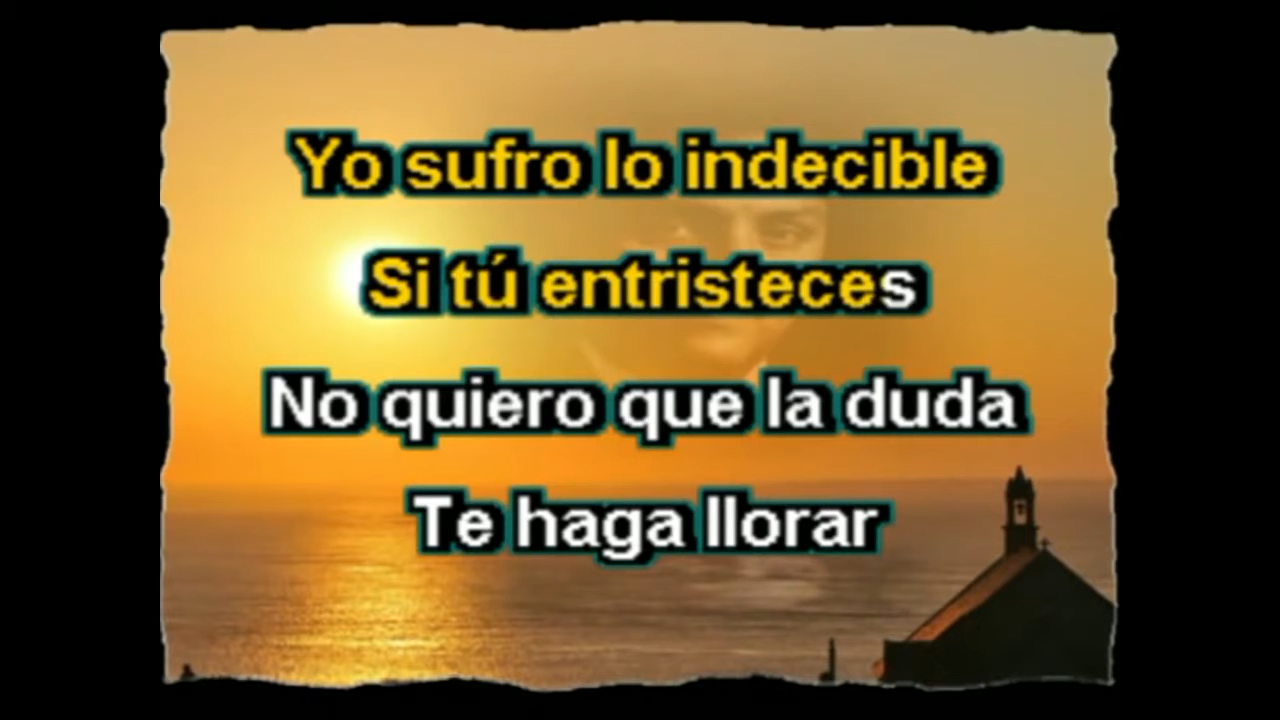 Yo sufro lo indecible
Si tú entristeces
No quiero que la duda
Te haga llorar